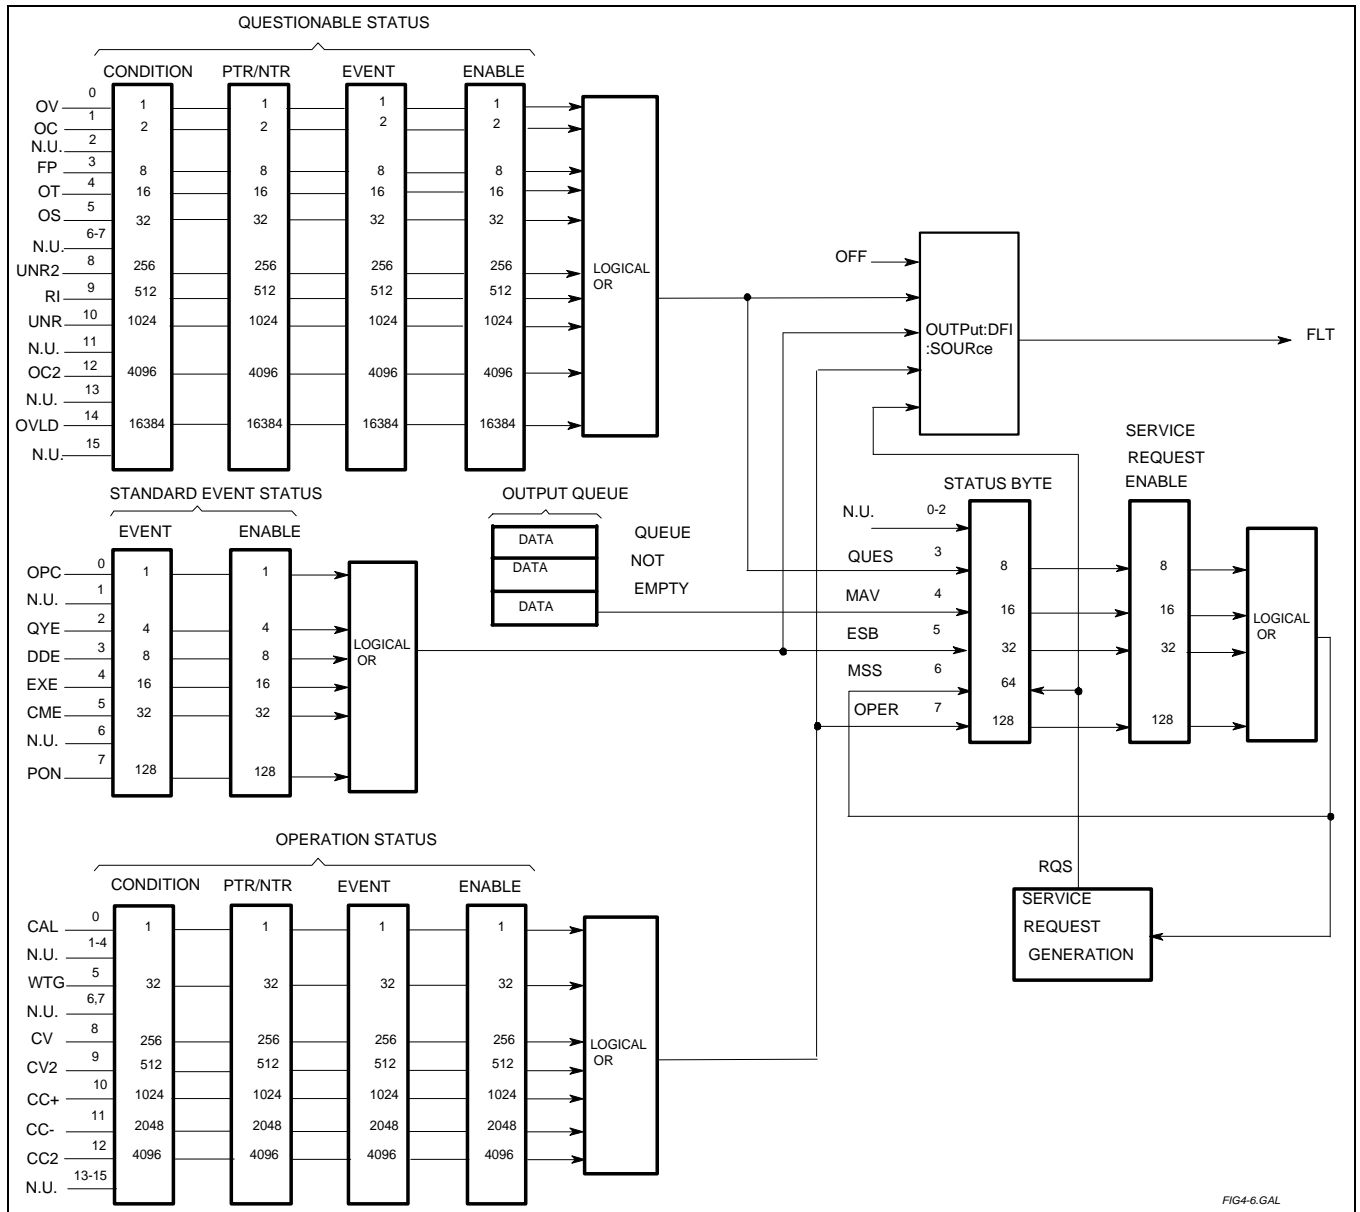 QUESTIONABLE STATUS
CONDITION PTR/NTR EVENT ENABLE
OV 0 1 1 1 1
OC 1 2 2 2 2
N.U. 2
FP 3 8 8 8 8
OT 4 16 16 16 16
OS 5 32 32 32 32
N.U. 6-7
UNR2 8 256 256 256 256
RI 9 512 512 512 512
UNR 10 1024 1024 1024 1024
N.U. 11
OC2 12 4096 4096 4096 4096
N.U. 13
OVLD 14 16384 16384 16384 16384
N.U. 15
LOGICAL
OR
OFF
OUTPut:DFI
:SOURce
FLT
STANDARD EVENT STATUS
EVENT ENABLE
OPC 0 1 1
N.U. 1
QYE 2 4 4
DDE 3 8 8
EXE 4 16 16
CME 5 32 32
N.U. 6
PON 7 128 128
LOGICAL
OR
OUTPUT QUEUE
DATA
DATA
DATA
QUEUE
NOT
EMPTY
STATUS BYTE
N.U. 0-2
QUES 3 8
MAV 4 16
ESB 5 32
MSS 6 64
OPER 7 128
SERVICE
REQUEST
ENABLE
8
16
32
128
LOGICAL
OR
RQS
SERVICE
REQUEST
GENERATION
OPERATION STATUS
CONDITION PTR/NTR EVENT ENABLE
CAL 0 1 1 1 1
N.U. 1-4
WTG 5 32 32 32 32
N.U. 6,7
CV 8 256 256 256 256
CV2 9 512 512 512 512
CC+ 10 1024 1024 1024 1024
CC- 11 2048 2048 2048 2048
CC2 12 4096 4096 4096 4096
N.U. 13-15
LOGICAL
OR
FIG4-6.GAL